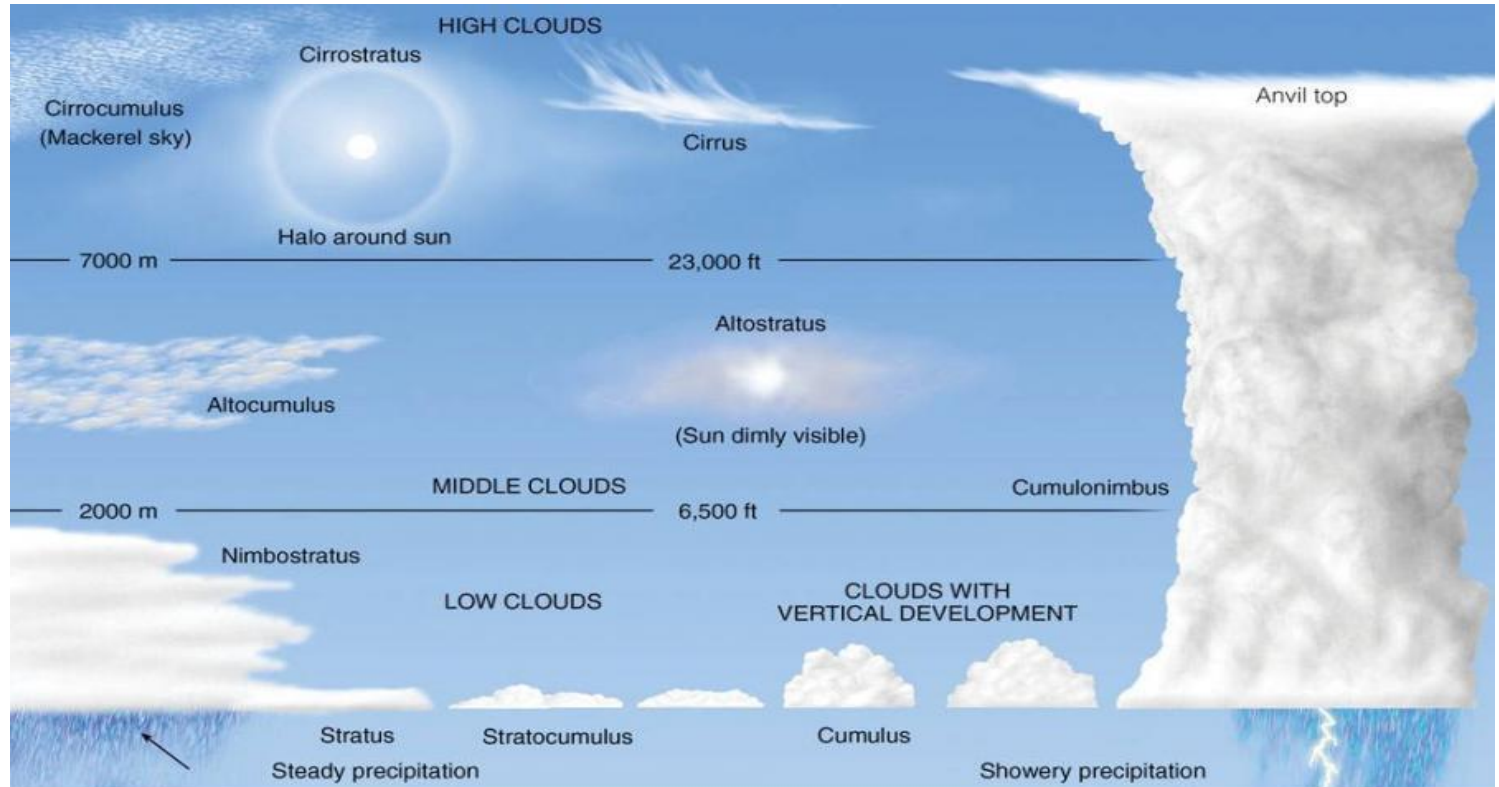 HIGH CLOUDS
Cirrostratus
Cirrocumulus
(Mackerel sky)
Cirrus
Anvil top
Halo around sun
7000 m
23,000 ft
Altostratus
Altocumulus
(Sun dimly visible)
MIDDLE CLOUDS
Cumulonimbus
2000 m
6,500 ft
Nimbostratus
LOW CLOUDS
CLOUDS WITH
VERTICAL DEVELOPMENT
Stratus
Stratocumulus
Cumulus
Steady precipitation
Showery precipitation